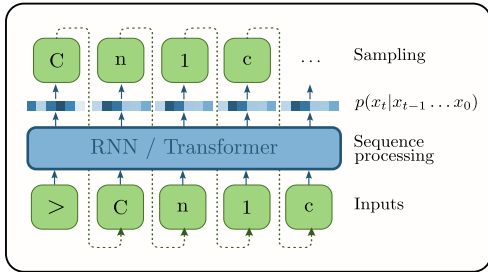 C n 1 c ... Sampling
p(x_t|x_{t−1} ... x_0)
RNN / Transformer
Sequence
processing
> C n 1 c Inputs